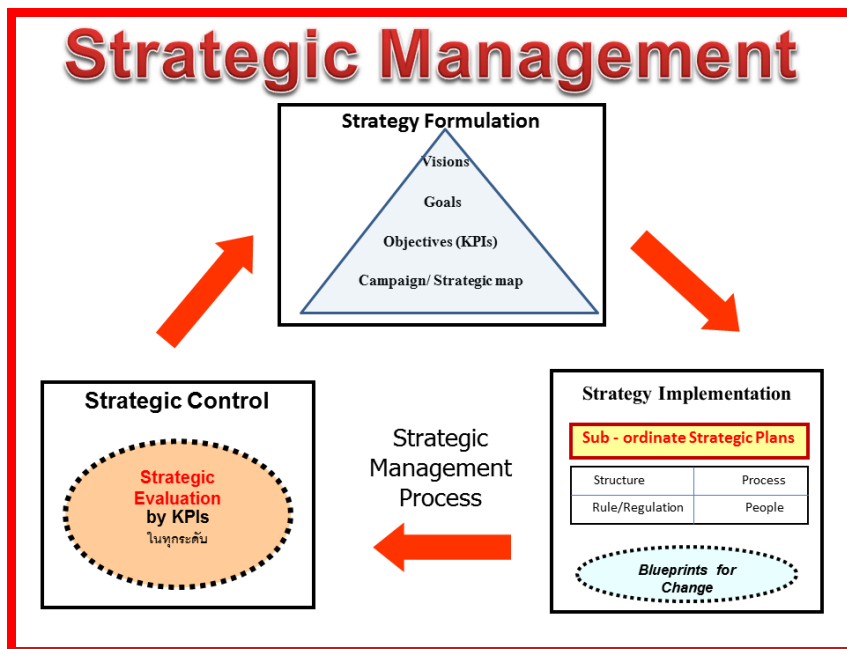 Strategic Management
Strategy Formulation
Visions
Goals
Objectives (KPIs)
Campaign/ Strategic map
Strategic Control
Strategic
Evaluation
by KPIs
ในทุกระดับ
Strategic
Management
Process
Strategy Implementation
Sub - ordinate Strategic Plans
Structure Process
Rule/Regulation People
Blueprints for
Change